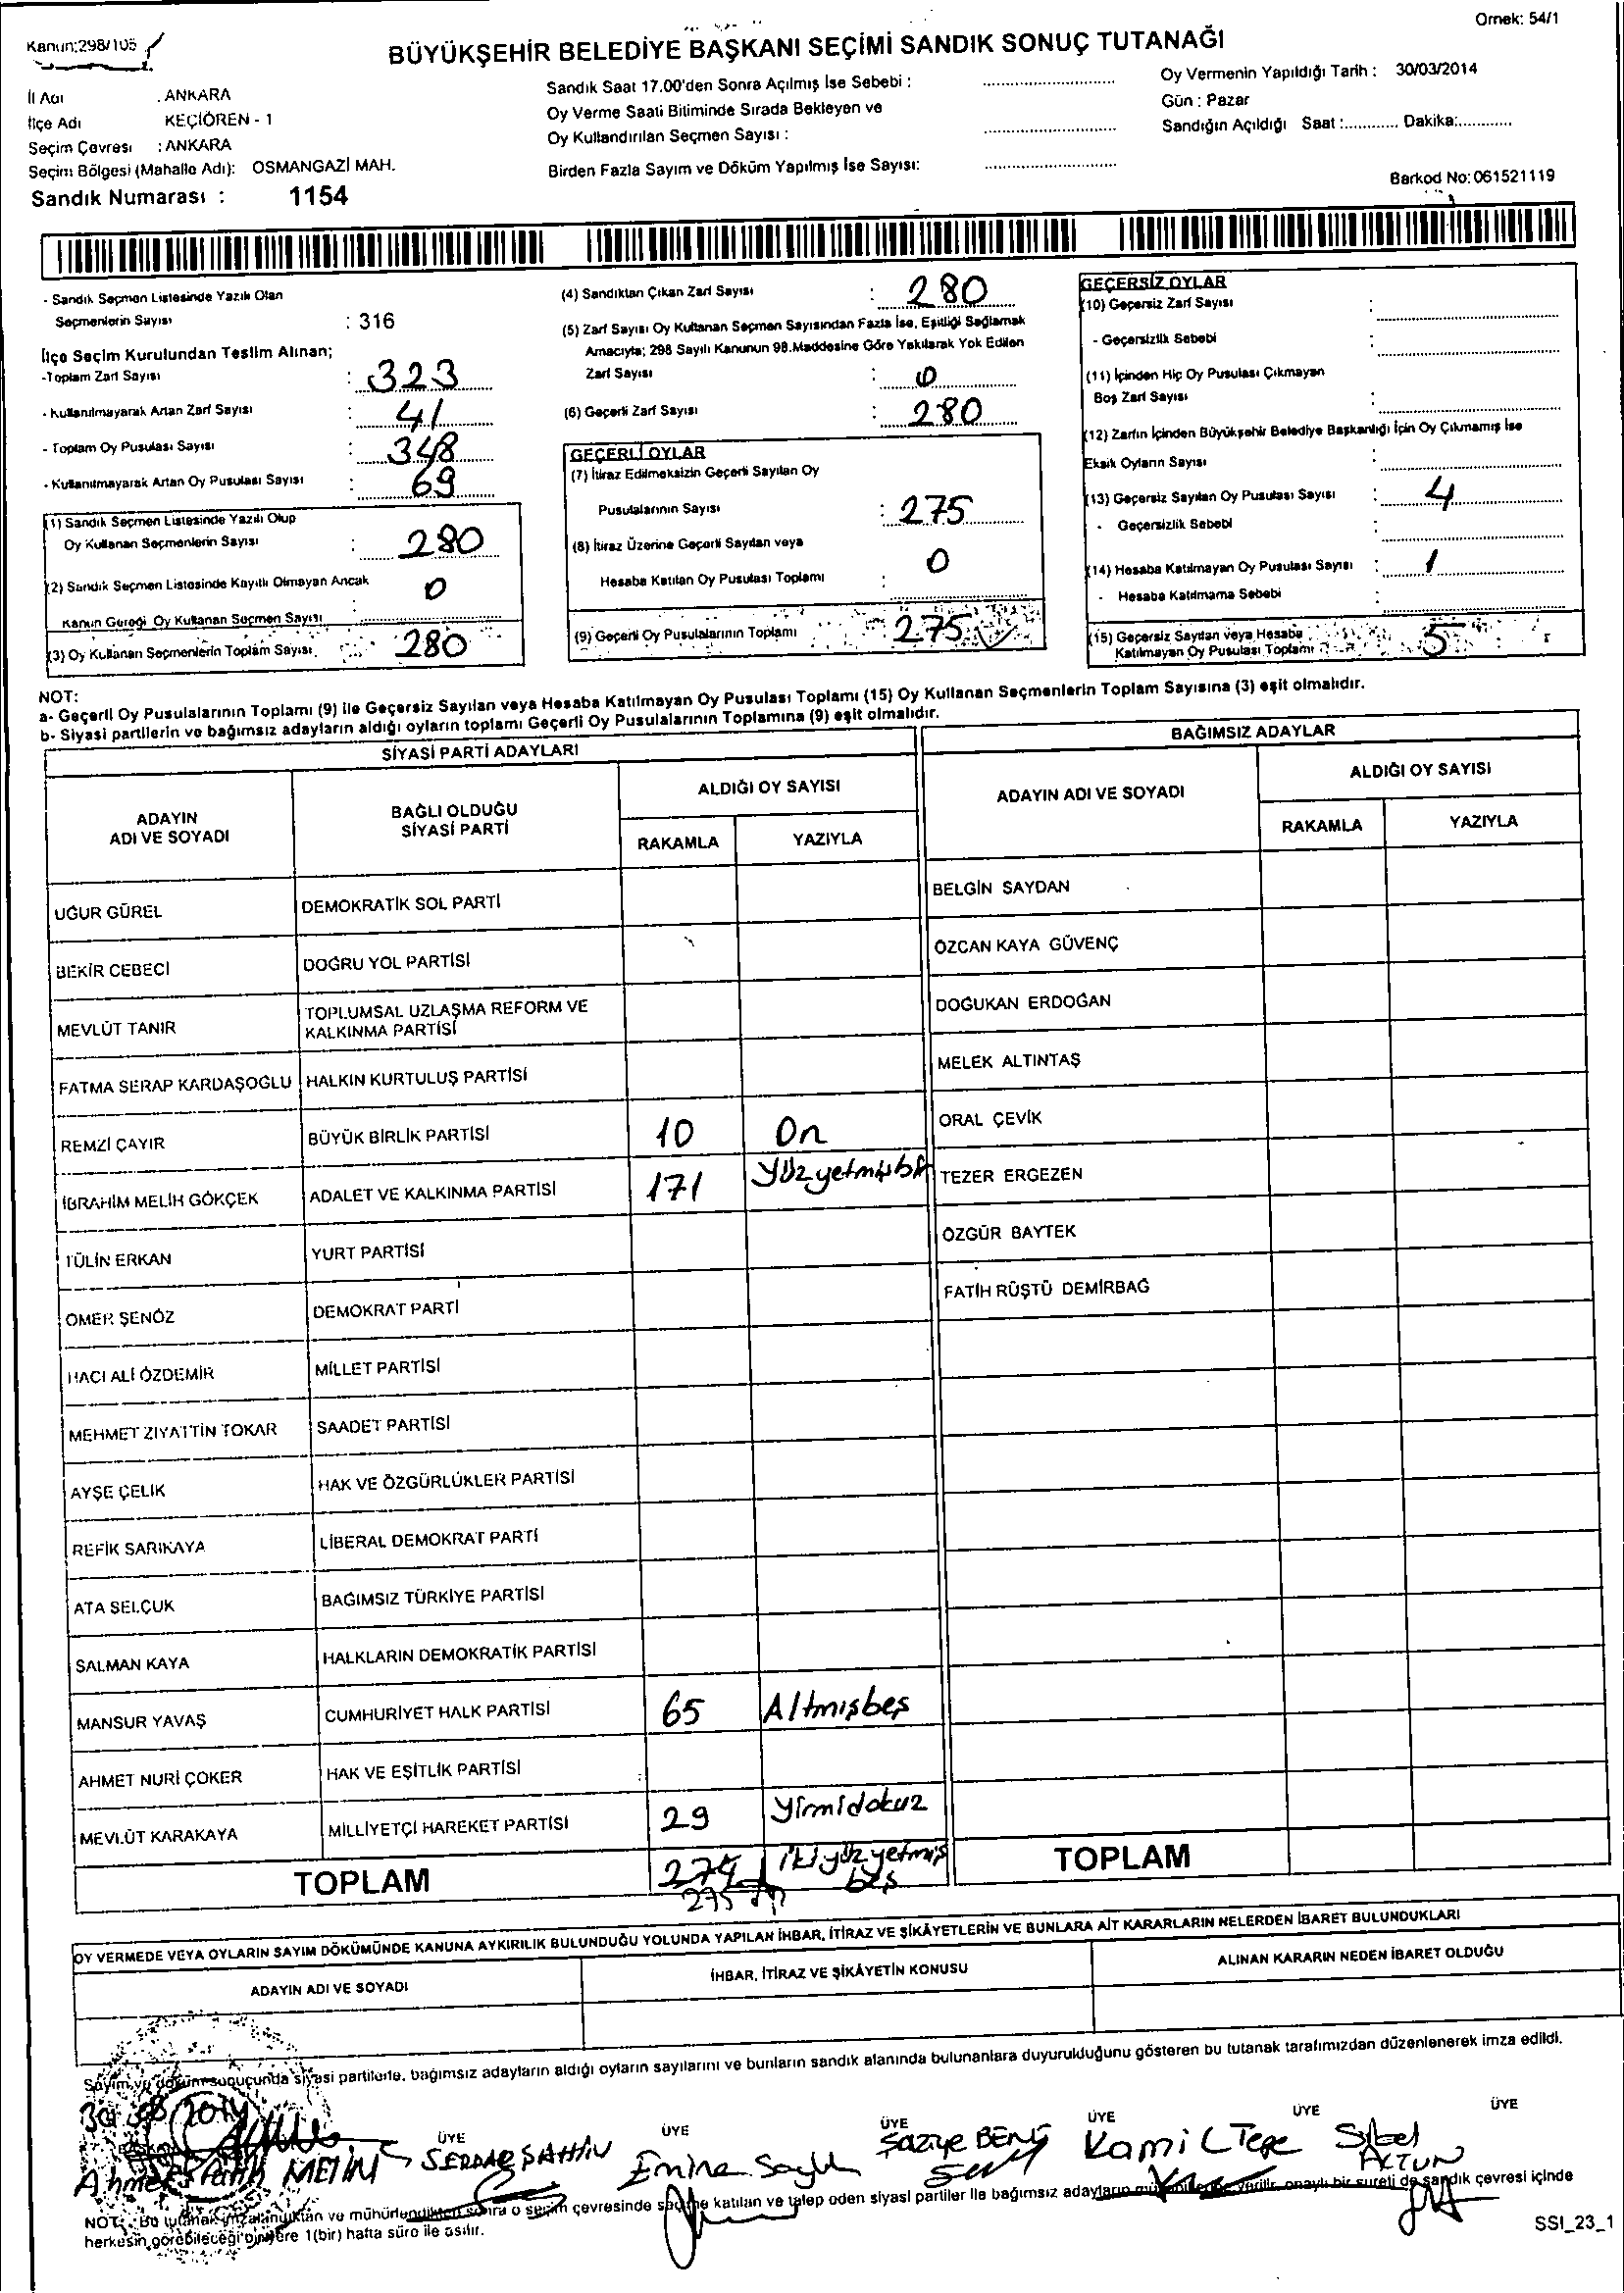 Örnek: 54/1
Kanun:298/105
BÜYÜKŞEHİR BELEDİYE BAŞKANI SEÇİMİ SANDIK SONUÇ TUTANAĞI
İl Adı : ANKARA
İlçe Adı KEÇİÖREN - 1
Seçim Çevresi : ANKARA
Seçim Bölgesi (Mahalle Adı): OSMANGAZİ MAH.
Sandık Numarası : 1154
Sandık Saat 17.00'den Sonra Açılmış İse Sebebi :
Oy Verme Saati Bitiminde Sırada Bekleyen ve
Oy Kullandırılan Seçmen Sayısı :
Birden Fazla Sayım ve Döküm Yapılmış İse Sayısı:
Oy Vermenin Yapıldığı Tarih : 30/03/2014
Gün : Pazar
Sandığın Açıldığı Saat :............ Dakika:............
Barkod No:061521119
- Sandık Seçmen Listesinde Yazılı Olan
Seçmenlerin Sayısı : 316
İlçe Seçim Kurulundan Teslim Alınan;
-Toplam Zarf Sayısı : 323
- Kullanılmayarak Artan Zarf Sayısı : 41
- Toplam Oy Pusulası Sayısı : 348
- Kullanılmayarak Artan Oy Pusulası Sayısı : 69
(1) Sandık Seçmen Listesinde Yazılı Olup
Oy Kullanan Seçmenlerin Sayısı : 280
(2) Sandık Seçmen Listesinde Kayıtlı Olmayan Ancak
Kanun Gereği Oy Kullanan Seçmen Sayısı : 0
(3) Oy Kullanan Seçmenlerin Toplam Sayısı : 280
(4) Sandıktan Çıkan Zarf Sayısı : 280
(5) Zarf Sayısı Oy Kullanan Seçmen Sayısından Fazla İse, Eşitliği Sağlamak
Amacıyla; 298 Sayılı Kanunun 98.Maddesine Göre Yakılarak Yok Edilen
Zarf Sayısı : 0
(6) Geçerli Zarf Sayısı : 280
GEÇERLİ OYLAR
(7) İtiraz Edilmeksizin Geçerli Sayılan Oy
Pusulalarının Sayısı : 275
(8) İtiraz Üzerine Geçerli Sayılan veya
Hesaba Katılan Oy Pusulası Toplamı : 0
(9) Geçerli Oy Pusulalarının Toplamı : 275
GEÇERSİZ OYLAR
(10) Geçersiz Zarf Sayısı :
- Geçersizlik Sebebi :
(11) İçinden Hiç Oy Pusulası Çıkmayan
Boş Zarf Sayısı :
(12) Zarfın İçinden Büyükşehir Belediye Başkanlığı İçin Oy Çıkmamış İse
Eksik Oyların Sayısı :
(13) Geçersiz Sayılan Oy Pusulası Sayısı : 4
- Geçersizlik Sebebi :
(14) Hesaba Katılmayan Oy Pusulası Sayısı : 1
- Hesaba Katılmama Sebebi :
(15) Geçersiz Sayılan veya Hesaba
Katılmayan Oy Pusulası Toplamı : 5
NOT:
a- Geçerli Oy Pusulalarının Toplamı (9) ile Geçersiz Sayılan veya Hesaba Katılmayan Oy Pusulası Toplamı (15) Oy Kullanan Seçmenlerin Toplam Sayısına (3) eşit olmalıdır.
b- Siyasi partilerin ve bağımsız adayların aldığı oyların toplamı Geçerli Oy Pusulalarının Toplamına (9) eşit olmalıdır.
SİYASİ PARTİ ADAYLARI
ADAYIN ADI VE SOYADI BAĞLI OLDUĞU SİYASİ PARTİ ALDIĞI OY SAYISI
RAKAMLA YAZIYLA
UĞUR GÜREL DEMOKRATİK SOL PARTİ
BEKİR CEBECİ DOĞRU YOL PARTİSİ
MEVLÜT TANIR TOPLUMSAL UZLAŞMA REFORM VE KALKINMA PARTİSİ
FATMA SERAP KARDAŞOĞLU HALKIN KURTULUŞ PARTİSİ
REMZİ ÇAYIR BÜYÜK BİRLİK PARTİSİ 10 On
İBRAHİM MELİH GÖKÇEK ADALET VE KALKINMA PARTİSİ 171 Yüzyetmişbir
TÜLİN ERKAN YURT PARTİSİ
ÖMER ŞENÖZ DEMOKRAT PARTİ
HACI ALİ ÖZDEMİR MİLLET PARTİSİ
MEHMET ZİYATTİN TOKAR SAADET PARTİSİ
AYŞE ÇELİK HAK VE ÖZGÜRLÜKLER PARTİSİ
REFİK SARIKAYA LİBERAL DEMOKRAT PARTİ
ATA SELÇUK BAĞIMSIZ TÜRKİYE PARTİSİ
SALMAN KAYA HALKLARIN DEMOKRATİK PARTİSİ
MANSUR YAVAŞ CUMHURİYET HALK PARTİSİ 65 Altmışbeş
AHMET NURİ ÇOKER HAK VE EŞİTLİK PARTİSİ
MEVLÜT KARAKAYA MİLLİYETÇİ HAREKET PARTİSİ 29 Yirmidokuz
TOPLAM 274 ikiyüzyetmiş
275 beş
BAĞIMSIZ ADAYLAR
ADAYIN ADI VE SOYADI ALDIĞI OY SAYISI
RAKAMLA YAZIYLA
BELGİN SAYDAN
ÖZCAN KAYA GÜVENÇ
DOĞUKAN ERDOĞAN
MELEK ALTINTAŞ
ORAL ÇEVİK
TEZER ERGEZEN
ÖZGÜR BAYTEK
FATİH RÜŞTÜ DEMİRBAĞ
TOPLAM
OY VERMEDE VEYA OYLARIN SAYIM DÖKÜMÜNDE KANUNA AYKIRILIK BULUNDUĞU YOLUNDA YAPILAN İHBAR, İTİRAZ VE ŞİKÂYETLERİN VE BUNLARA AİT KARARLARIN NELERDEN İBARET BULUNDUKLARI
ADAYIN ADI VE SOYADI İHBAR, İTİRAZ VE ŞİKÂYETİN KONUSU ALINAN KARARIN NEDEN İBARET OLDUĞU
Sayım ve döküm sonucunda siyasi partilerle, bağımsız adayların aldığı oyların sayılarını ve bunların sandık alanında bulunanlara duyurulduğunu gösteren bu tutanak tarafımızdan düzenlenerek imza edildi.
BAŞKAN ÜYE ÜYE ÜYE ÜYE ÜYE ÜYE
Ahmet Fatih METİN SERDAR ŞAHİN Emine Şaziye Kamil Tepe Sibel
NOT: Bu tutanak imzalandıktan ve mühürlendikten sonra o seçim çevresinde seçime katılan ve talep eden siyasi partiler ile bağımsız adayların müşahitlerine verilir, onaylı bir sureti de sandık çevresi içinde
herkesin görebileceği bir yere 1(bir) hafta süre ile asılır.
SSI_23_1